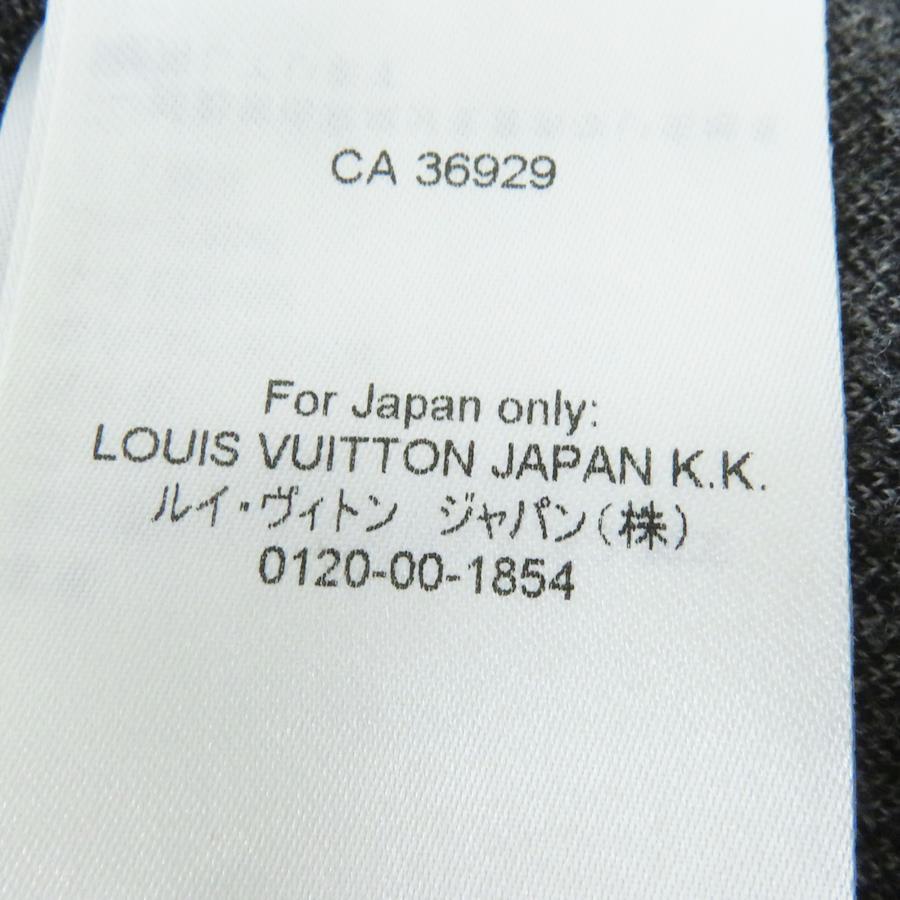 CA 36929
For Japan only:
LOUIS VUITTON JAPAN K.K.
ルイ・ヴィトン　ジャパン(株)
0120-00-1854